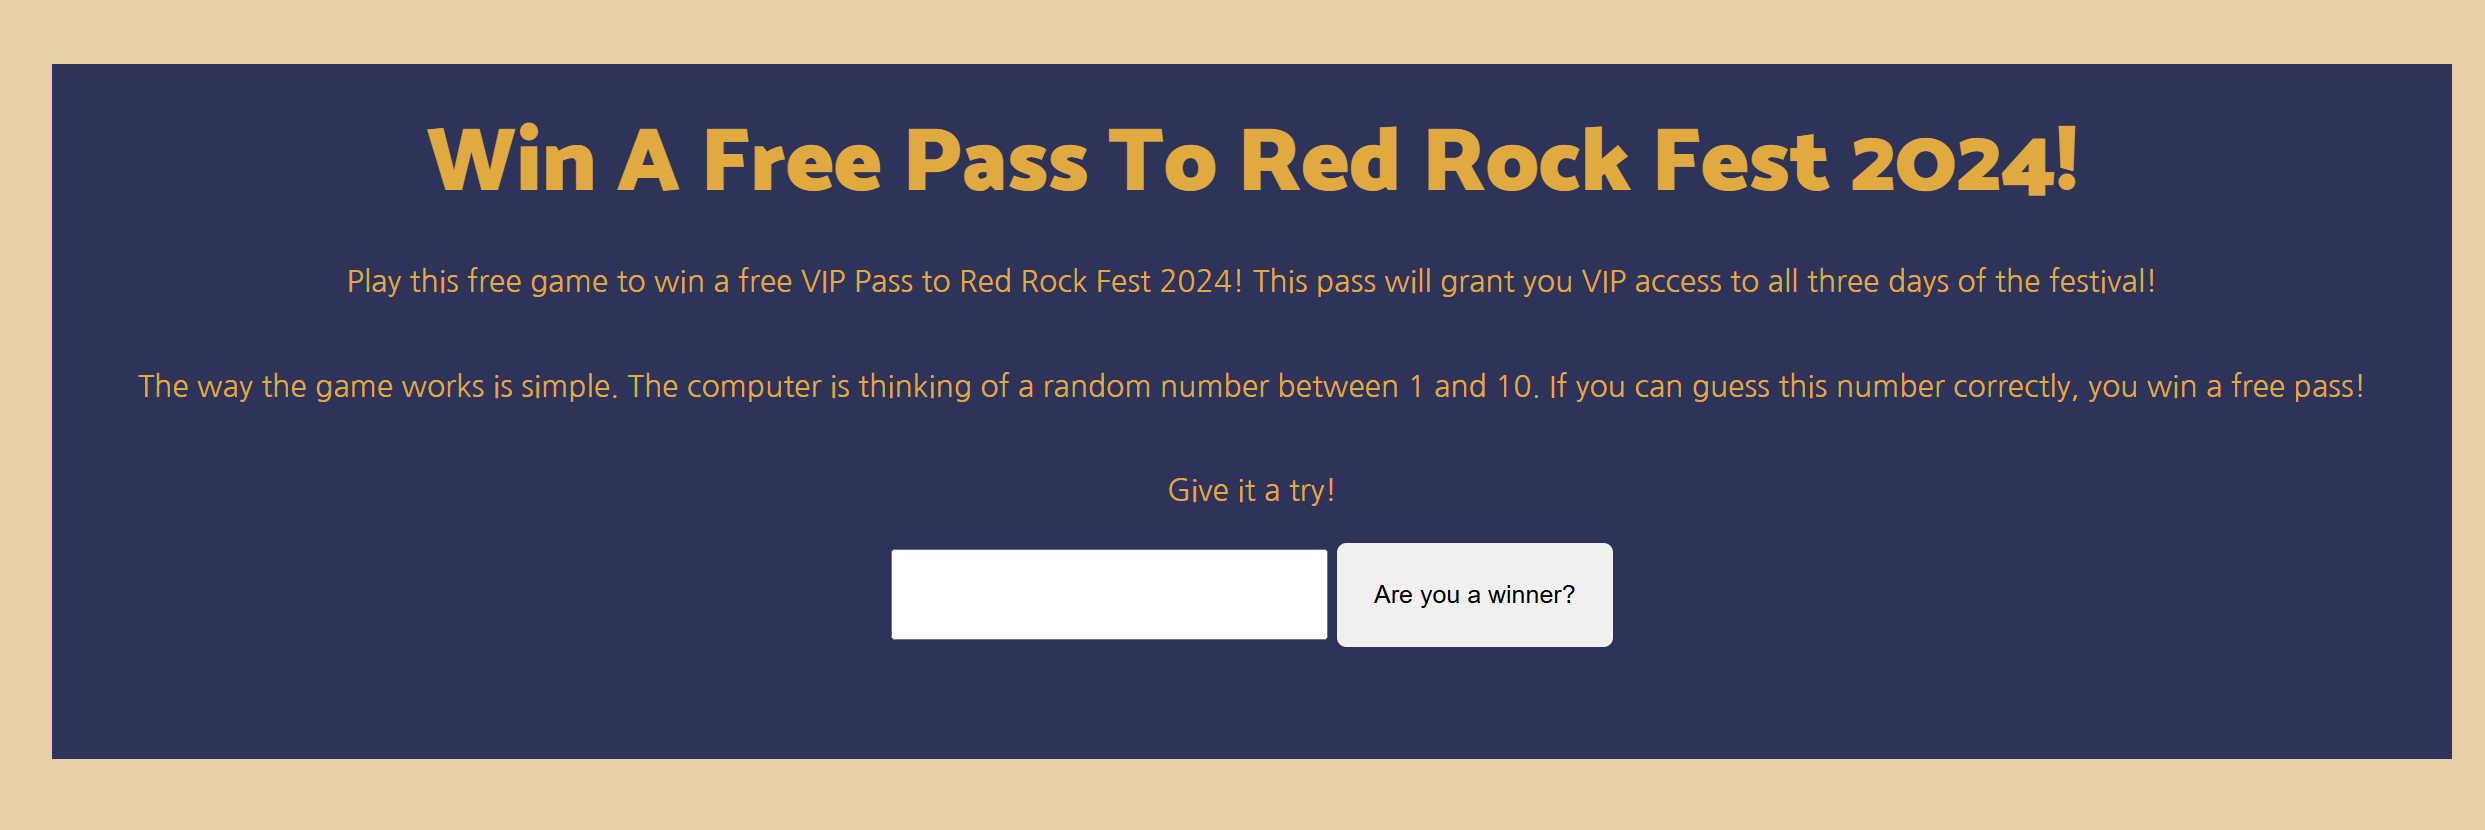 Win A Free Pass To Red Rock Fest 2024!
Play this free game to win a free VIP Pass to Red Rock Fest 2024! This pass will grant you VIP access to all three days of the festival!
The way the game works is simple. The computer is thinking of a random number between 1 and 10. If you can guess this number correctly, you win a free pass!
Give it a try!
Are you a winner?